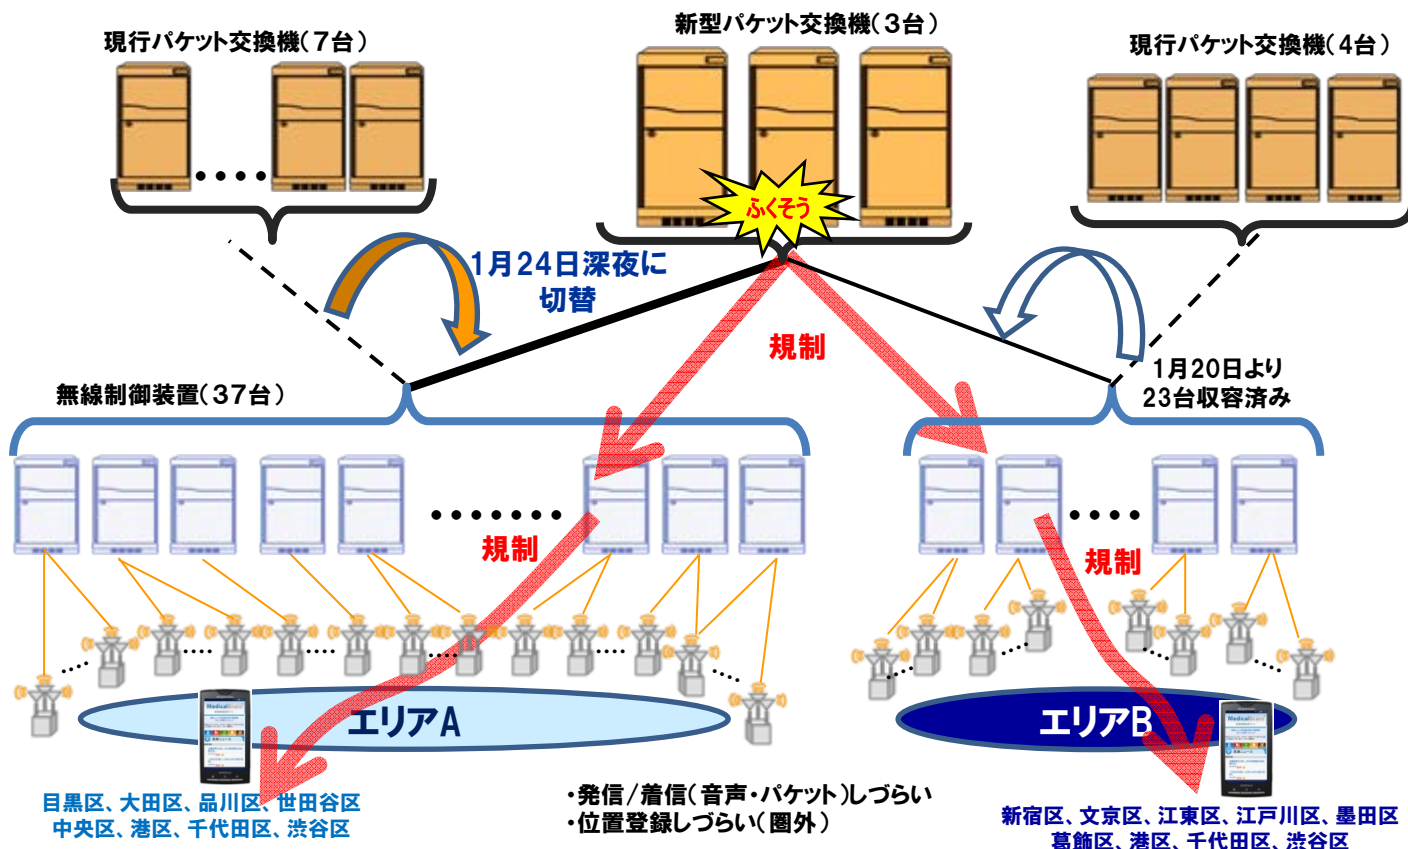 新型パケット交換機(3台)
現行パケット交換機(7台)
現行パケット交換機(4台)
ふくそう
1月24日深夜に
切替
規制
1月20日より
23台収容済み
無線制御装置(37台)
規制
規制
エリアA
エリアB
目黒区、大田区、品川区、世田谷区
中央区、港区、千代田区、渋谷区
・発信/着信(音声・パケット)しづらい
・位置登録しづらい(圏外)
新宿区、文京区、江東区、江戸川区、墨田区
葛飾区、港区、千代田区、渋谷区